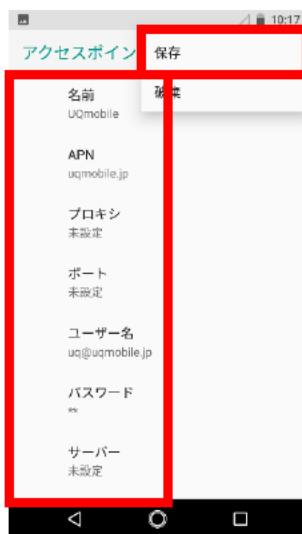 10:17
アクセスポイン
保存
破棄
名前
UQmobile
APN
uqmobile.jp
プロキシ
未設定
ポート
未設定
ユーザー名
uq@uqmobile.jp
パスワード
**
サーバー
未設定